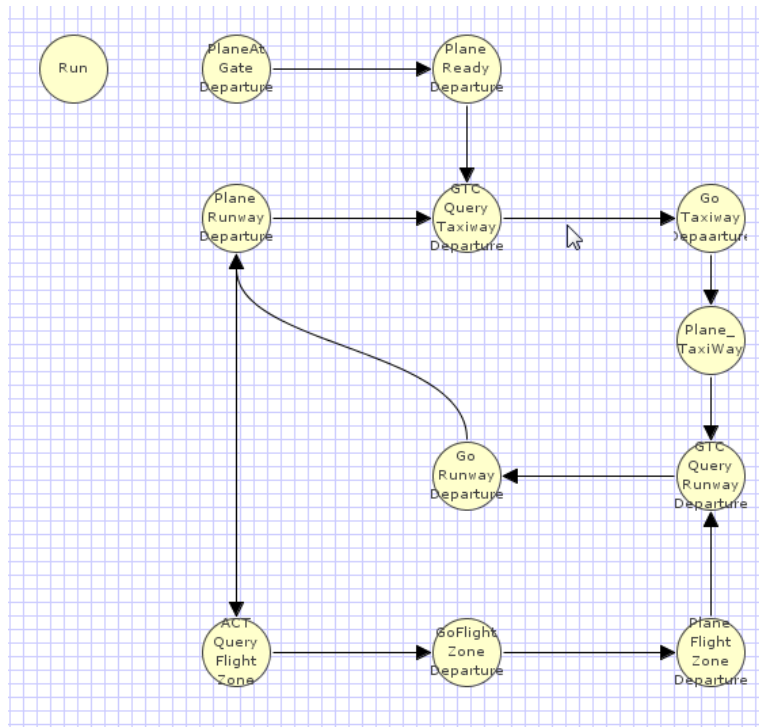 Run
PlaneAt
Gate
Departure
Plane
Ready
Departure
Plane
Runway
Departure
GTC
Query
Taxiway
Departure
Go
Taxiway
Depaarture
Plane_
TaxiWay
Go
Runway
Departure
GTC
Query
Runway
Departure
ACT
Query
Flight
Zone
GoFlight
Zone
Departure
Plane
Flight
Zone
Departure